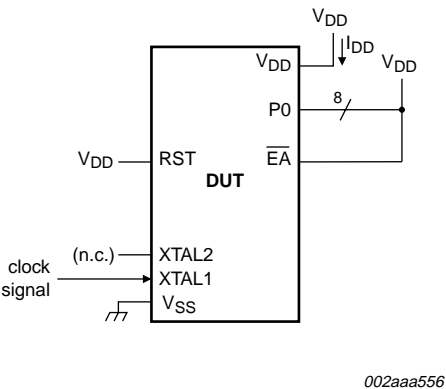 VDD
IDD
VDD
VDD
P0
8
VDD
RST
EA
DUT
(n.c.)
XTAL2
clock
signal
XTAL1
VSS
002aaa556